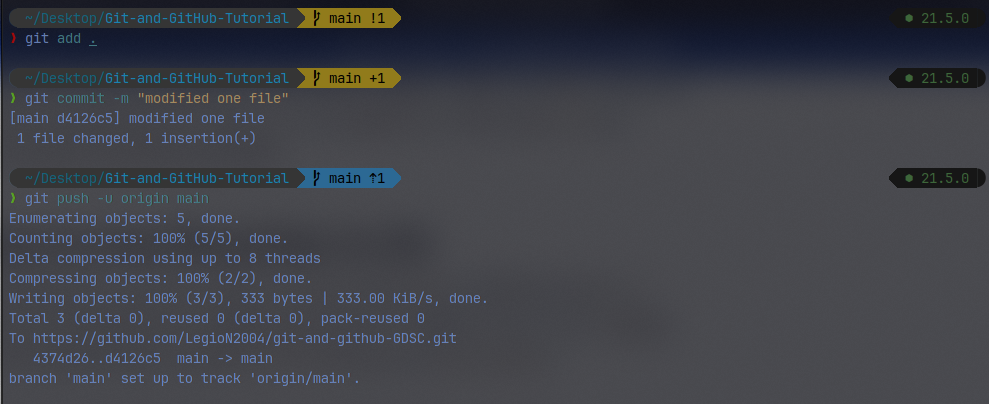 ~/Desktop/Git-and-GitHub-Tutorial main !1 21.5.0
❯ git add .
~/Desktop/Git-and-GitHub-Tutorial main +1 21.5.0
❯ git commit -m "modified one file"
[main d4126c5] modified one file
1 file changed, 1 insertion(+)
~/Desktop/Git-and-GitHub-Tutorial main ↑1 21.5.0
❯ git push -u origin main
Enumerating objects: 5, done.
Counting objects: 100% (5/5), done.
Delta compression using up to 8 threads
Compressing objects: 100% (2/2), done.
Writing objects: 100% (3/3), 333 bytes | 333.00 KiB/s, done.
Total 3 (delta 0), reused 0 (delta 0), pack-reused 0
To https://github.com/LegioN2004/git-and-github-GDSC.git
4374d26..d4126c5 main -> main
branch 'main' set up to track 'origin/main'.